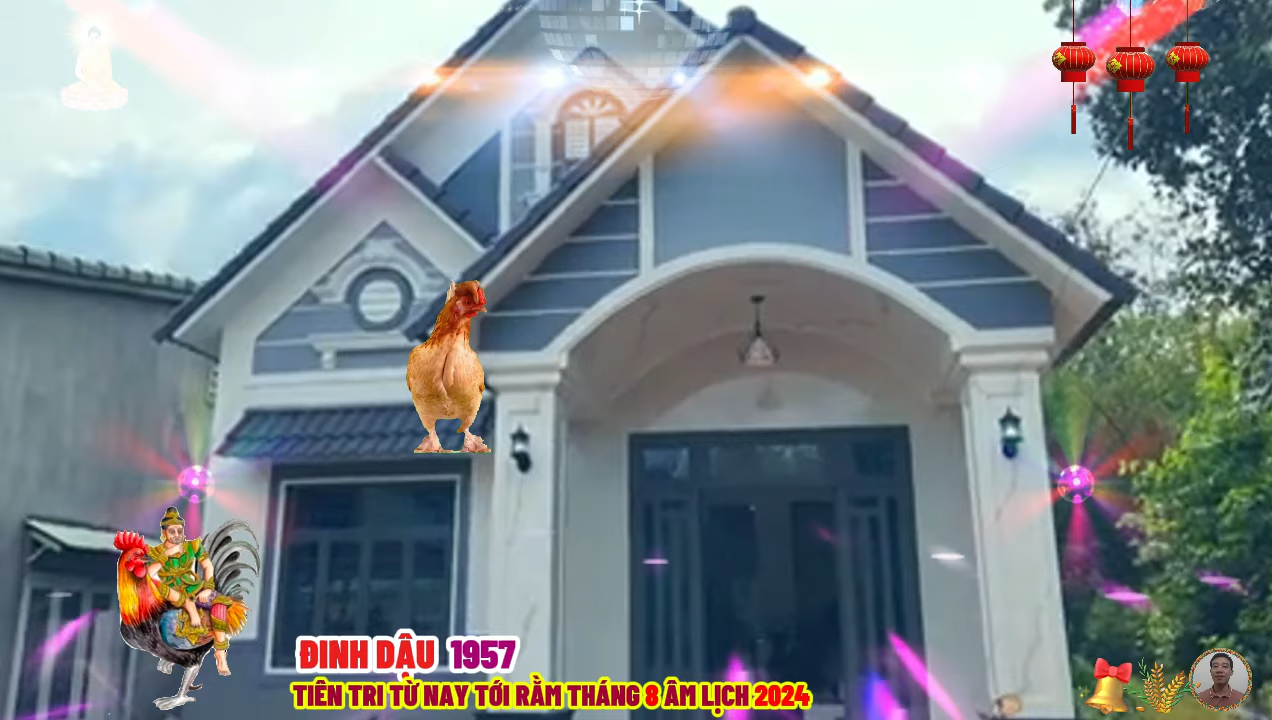 ĐINH DẬU 1957
TIÊN TRI TỪ NAY TỚI RẰM THÁNG 8 ÂM LỊCH 2024